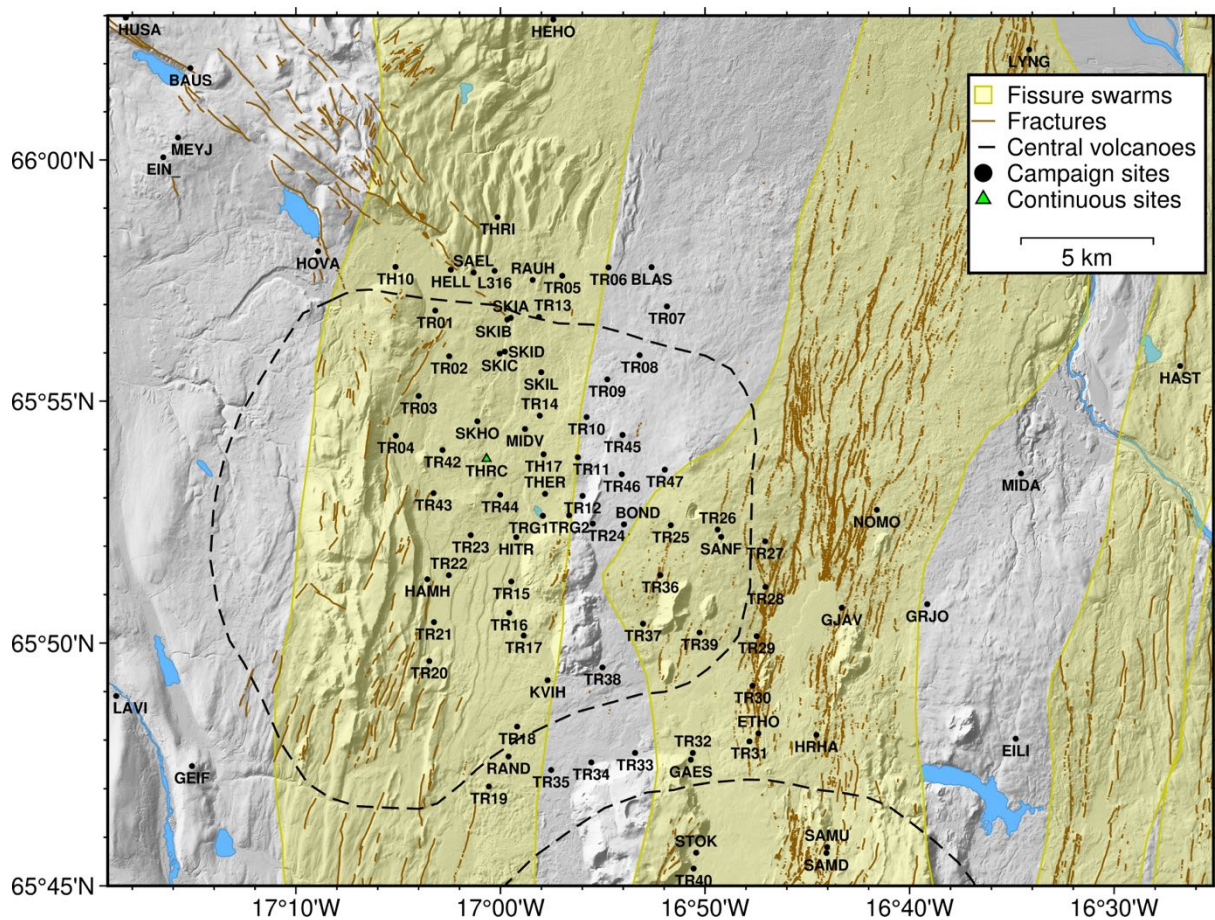 HUSA
HEHO
BAUS
LYNG
Fissure swarms
Fractures
Central volcanoes
Campaign sites
Continuous sites
5 km
66°00'
MEYJ
EIN
THRI
HOVA
SAEL
RAUH
TH10
HELL
L316
TR05
TR06
BLAS
SKIA
TR13
TR07
TR01
SKIB
SKID
TR02
SKIC
TR08
HAST
SKIL
TR09
65°55'
TR03
TR14
TR10
SKHO
MIDV
TR45
TR04
TR42
THRC
TH17
TR11
THER
TR46
TR47
MIDA
TR43
TR44
TR12
BOND
TR26
NOMO
TRG1
TRG2
TR24
TR25
SANF
TR23
HITR
TR27
TR22
TR36
HAMH
TR15
TR28
GJAV
GRJO
TR21
TR16
TR37
TR39
65°50'
TR17
TR29
TR20
TR38
KVIH
TR30
LAVI
ETHO
TR18
TR32
TR31
HRHA
EILI
GEIF
RAND
TR35
TR34
TR33
GAES
TR19
STOK
SAMU
SAMD
65°45'
TR40
17°10'W
17°00'W
16°50'W
16°40'W
16°30'W